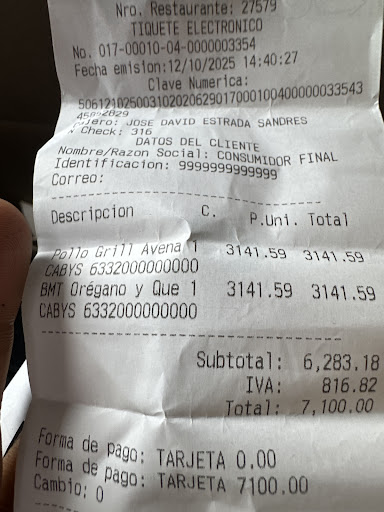 Nro. Restaurante: 27579
TIQUETE ELECTRONICO
No. 017-00010-04-0000003354
Fecha emision:12/10/2025 14:40:27
Clave Numerica:
50612102500310202062901700010040000003354​3
JOSE DAVID ESTRADA SANDRES
Check: 316
DATOS DEL CLIENTE
Nombre/Razon Social: CONSUMIDOR FINAL
Identificacion: 9999999999999
Correo:
Descripcion C. P.Uni. Total
Pollo Grill Avena 1 3141.59 3141.59
CABYS 6332000000000
BMT Orégano y Que 1 3141.59 3141.59
CABYS 6332000000000
Subtotal: 6,283.18
IVA: 816.82
Total: 7,100.00
Forma de pago: TARJETA 0.00
Forma de pago: TARJETA 7100.00
Cambio: 0